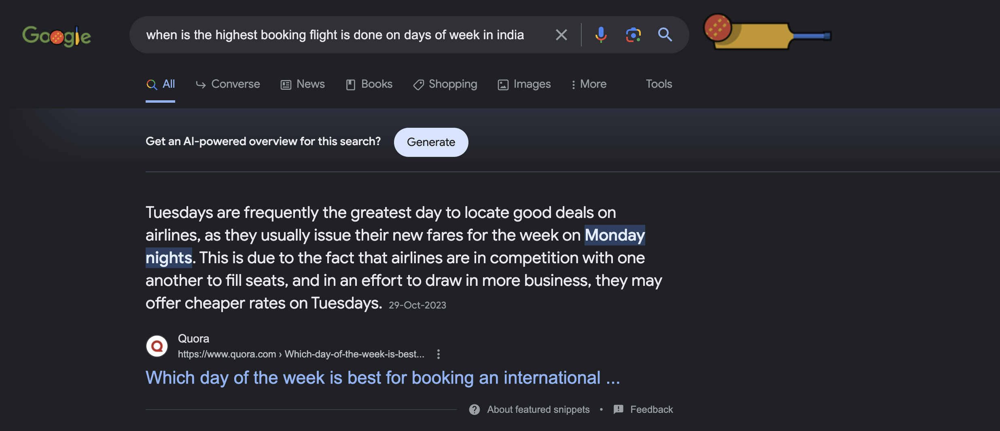 Google
when is the highest booking flight is done on days of week in india
All
Converse
News
Books
Shopping
Images
More
Tools
Get an AI-powered overview for this search?
Generate
Tuesdays are frequently the greatest day to locate good deals on
airlines, as they usually issue their new fares for the week on Monday
nights. This is due to the fact that airlines are in competition with one
another to fill seats, and in an effort to draw in more business, they may
offer cheaper rates on Tuesdays. 29-Oct-2023
Quora
https://www.quora.com › Which-day-of-the-week-is-best...
Which day of the week is best for booking an international ...
About featured snippets • Feedback